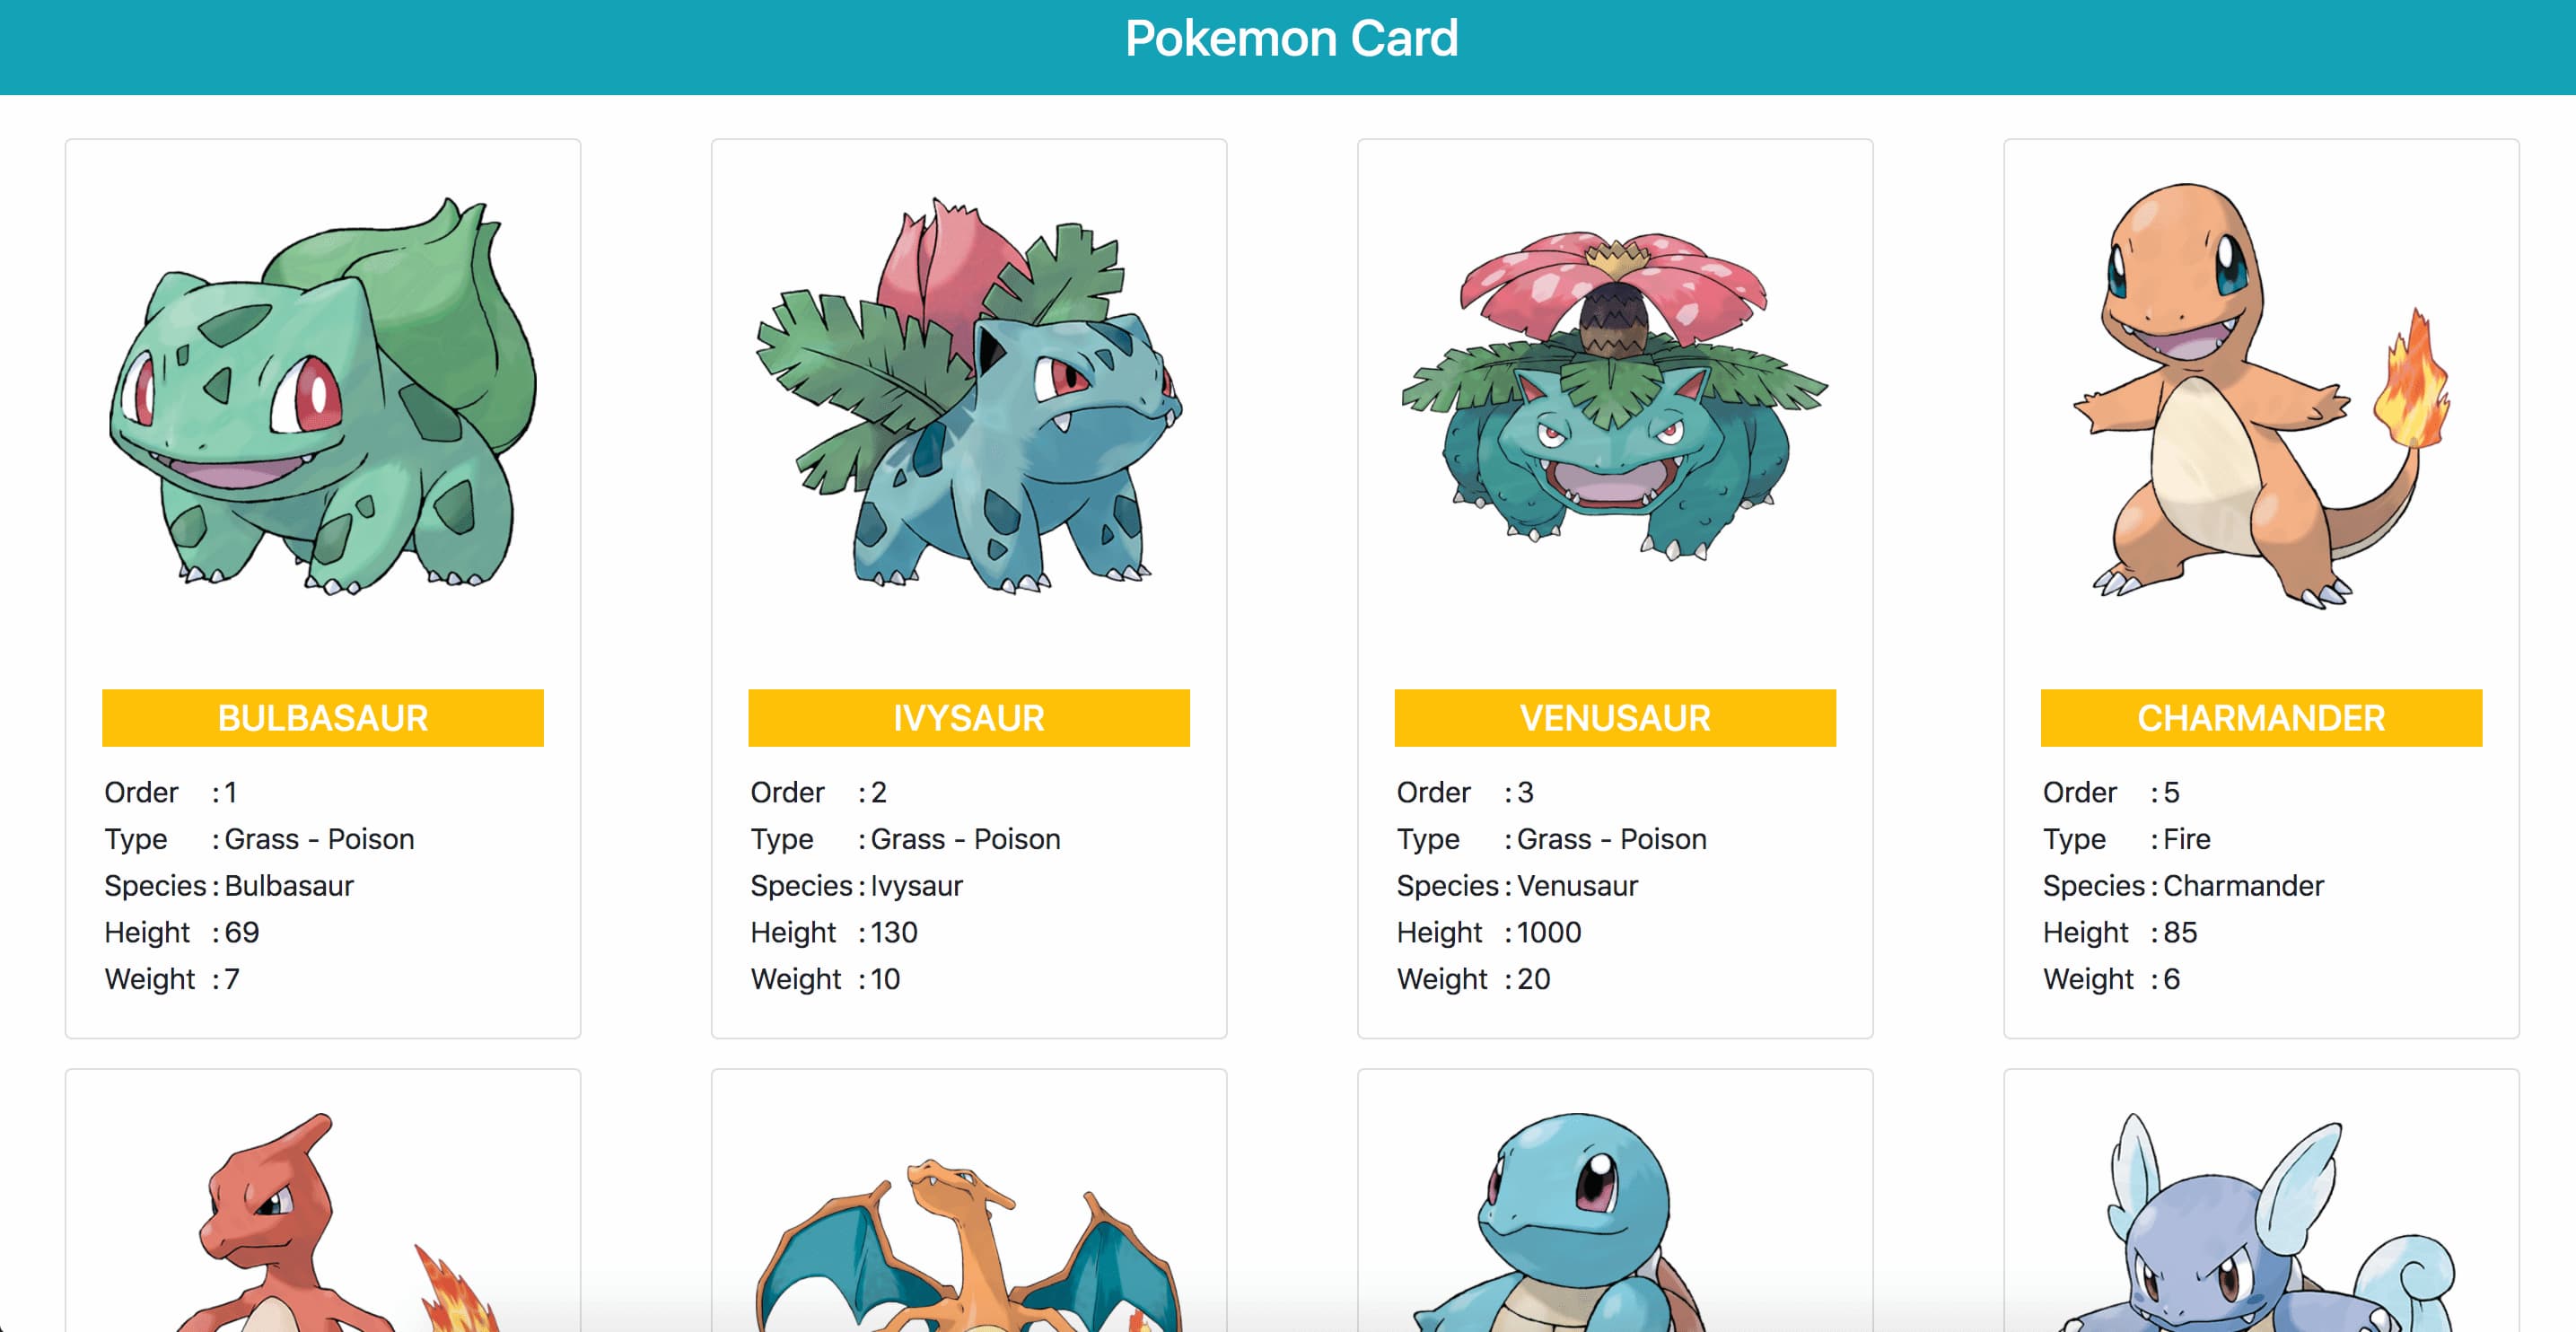 Pokemon Card
BULBASAUR
Order : 1
Type : Grass - Poison
Species : Bulbasaur
Height : 69
Weight : 7
IVYSAUR
Order : 2
Type : Grass - Poison
Species : Ivysaur
Height : 130
Weight : 10
VENUSAUR
Order : 3
Type : Grass - Poison
Species : Venusaur
Height : 1000
Weight : 20
CHARMANDER
Order : 5
Type : Fire
Species : Charmander
Height : 85
Weight : 6